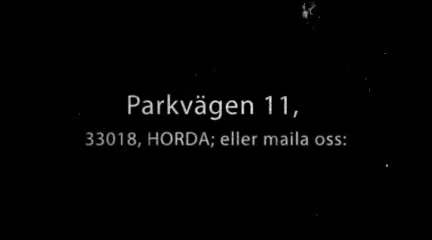 Parkvägen 11,
33018, HORDA; eller maila oss: